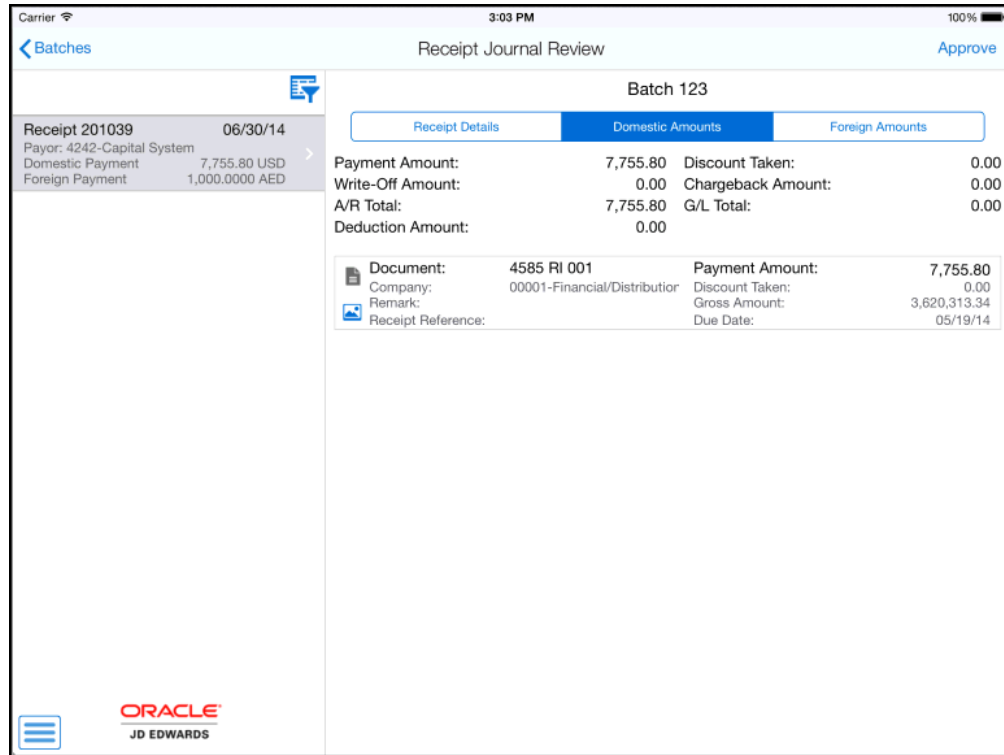 Carrier 3:03 PM 100%
Batches Receipt Journal Review Approve
Receipt 201039 06/30/14
Payor: 4242-Capital System
Domestic Payment 7,755.80 USD
Foreign Payment 1,000.0000 AED
ORACLE
JD EDWARDS
Batch 123
Receipt Details Domestic Amounts Foreign Amounts
Payment Amount: 7,755.80 Discount Taken: 0.00
Write-Off Amount: 0.00 Chargeback Amount: 0.00
A/R Total: 7,755.80 G/L Total: 0.00
Deduction Amount: 0.00
Document: 4585 RI 001 Payment Amount: 7,755.80
Company: 00001-Financial/Distribution Discount Taken: 0.00
Remark: Gross Amount: 3,620,313.34
Receipt Reference: Due Date: 05/19/14